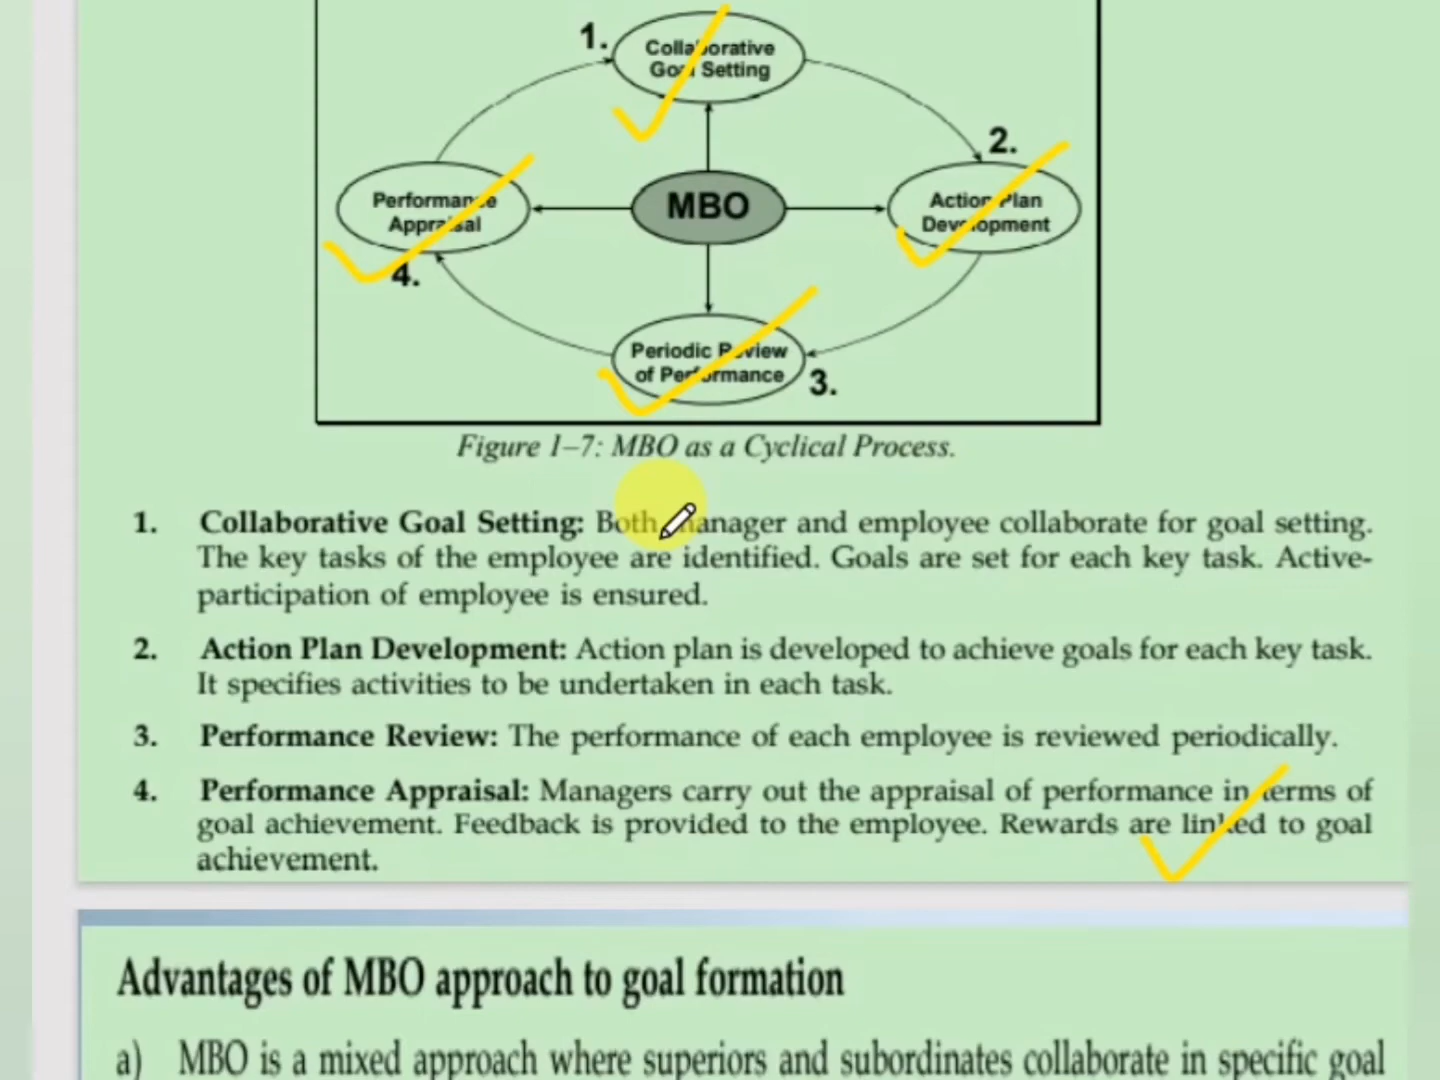 1.
Collaborative
Goal Setting
2.
Performance
Appraisal
MBO
Action Plan
Development
4.
Periodic Review
of Performance
3.
Figure 1–7: MBO as a Cyclical Process.
1. Collaborative Goal Setting: Both manager and employee collaborate for goal setting.
The key tasks of the employee are identified. Goals are set for each key task. Active-
participation of employee is ensured.
2. Action Plan Development: Action plan is developed to achieve goals for each key task.
It specifies activities to be undertaken in each task.
3. Performance Review: The performance of each employee is reviewed periodically.
4. Performance Appraisal: Managers carry out the appraisal of performance in terms of
goal achievement. Feedback is provided to the employee. Rewards are linked to goal
achievement.
Advantages of MBO approach to goal formation
a) MBO is a mixed approach where superiors and subordinates collaborate in specific goal